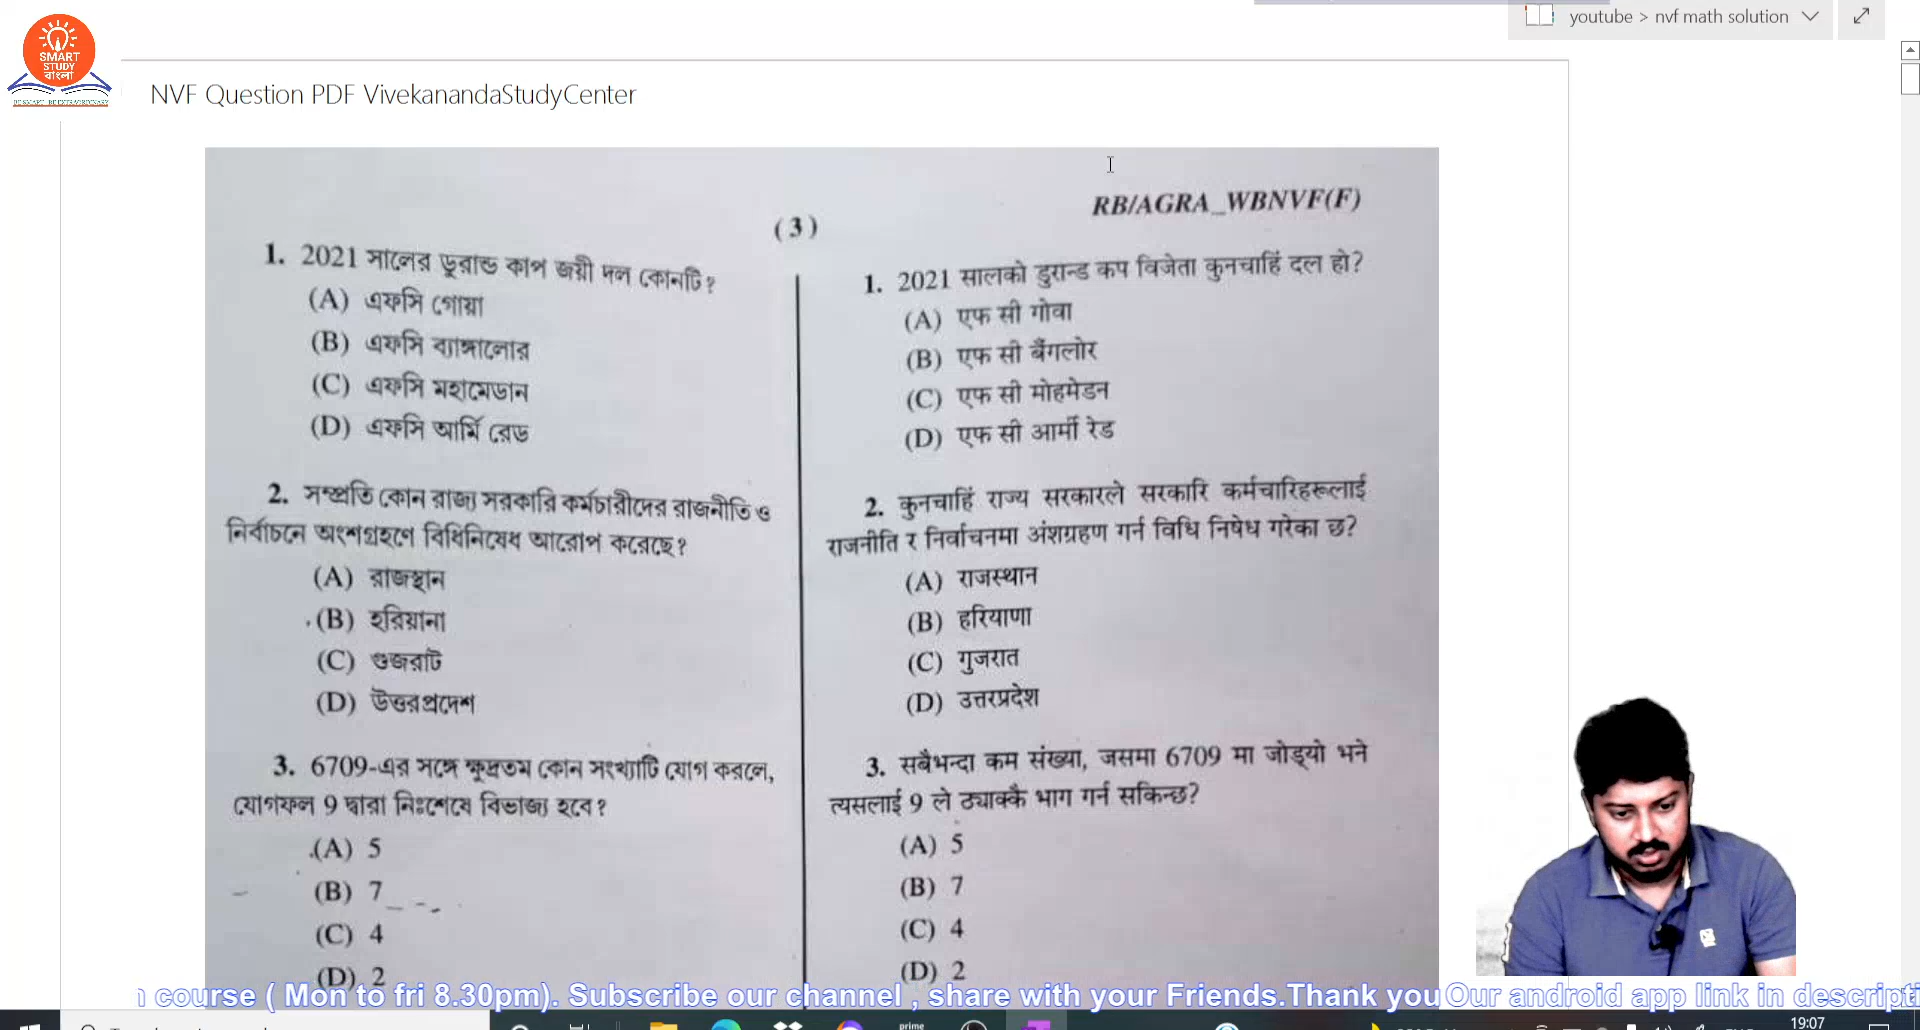 youtube > nvf math solution
SMART
STUDY
বাংলা
BE SMART BE EXTRAORDINARY
NVF Question PDF VivekanandaStudyCenter
RB/AGRA_WBNVF(F)
(3)
1. 2021 সালের ডুরান্ড কাপ জয়ী দল কোনটি?
(A) এফসি গোয়া
(B) এফসি ব্যাঙ্গালোর
(C) এফসি মহামেডান
(D) এফসি আর্মি রেড
2. সম্প্রতি কোন রাজ্য সরকারি কর্মচারীদের রাজনীতি ও
নির্বাচনে অংশগ্রহণে বিধিনিষেধ আরোপ করেছে?
(A) রাজস্থান
(B) হরিয়ানা
(C) গুজরাট
(D) উত্তরপ্রদেশ
3. 6709-এর সঙ্গে ক্ষুদ্রতম কোন সংখ্যাটি যোগ করলে,
যোগফল 9 দ্বারা নিঃশেষে বিভাজ্য হবে?
(A) 5
(B) 7
(C) 4
(D) 2
1. 2021 सालको डुरान्ड कप विजेता कुनचाहिं दल हो?
(A) एफ सी गोवा
(B) एफ सी बैंगलोर
(C) एफ सी मोहमेडन
(D) एफ सी आर्मी रेड
2. कुनचाहिं राज्य सरकारले सरकारि कर्मचारिहरूलाई
राजनीति र निर्वाचनमा अंशग्रहण गर्न विधि निषेध गरेका छ?
(A) राजस्थान
(B) हरियाणा
(C) गुजरात
(D) उत्तरप्रदेश
3. सबैभन्दा कम संख्या, जसमा 6709 मा जोड्यो भने
त्यसलाई 9 ले ठ्याक्कै भाग गर्न सकिन्छ?
(A) 5
(B) 7
(C) 4
(D) 2
course ( Mon to fri 8.30pm). Subscribe our channel , share with your Friends.Thank you Our android app link in descripti
prime
19:07